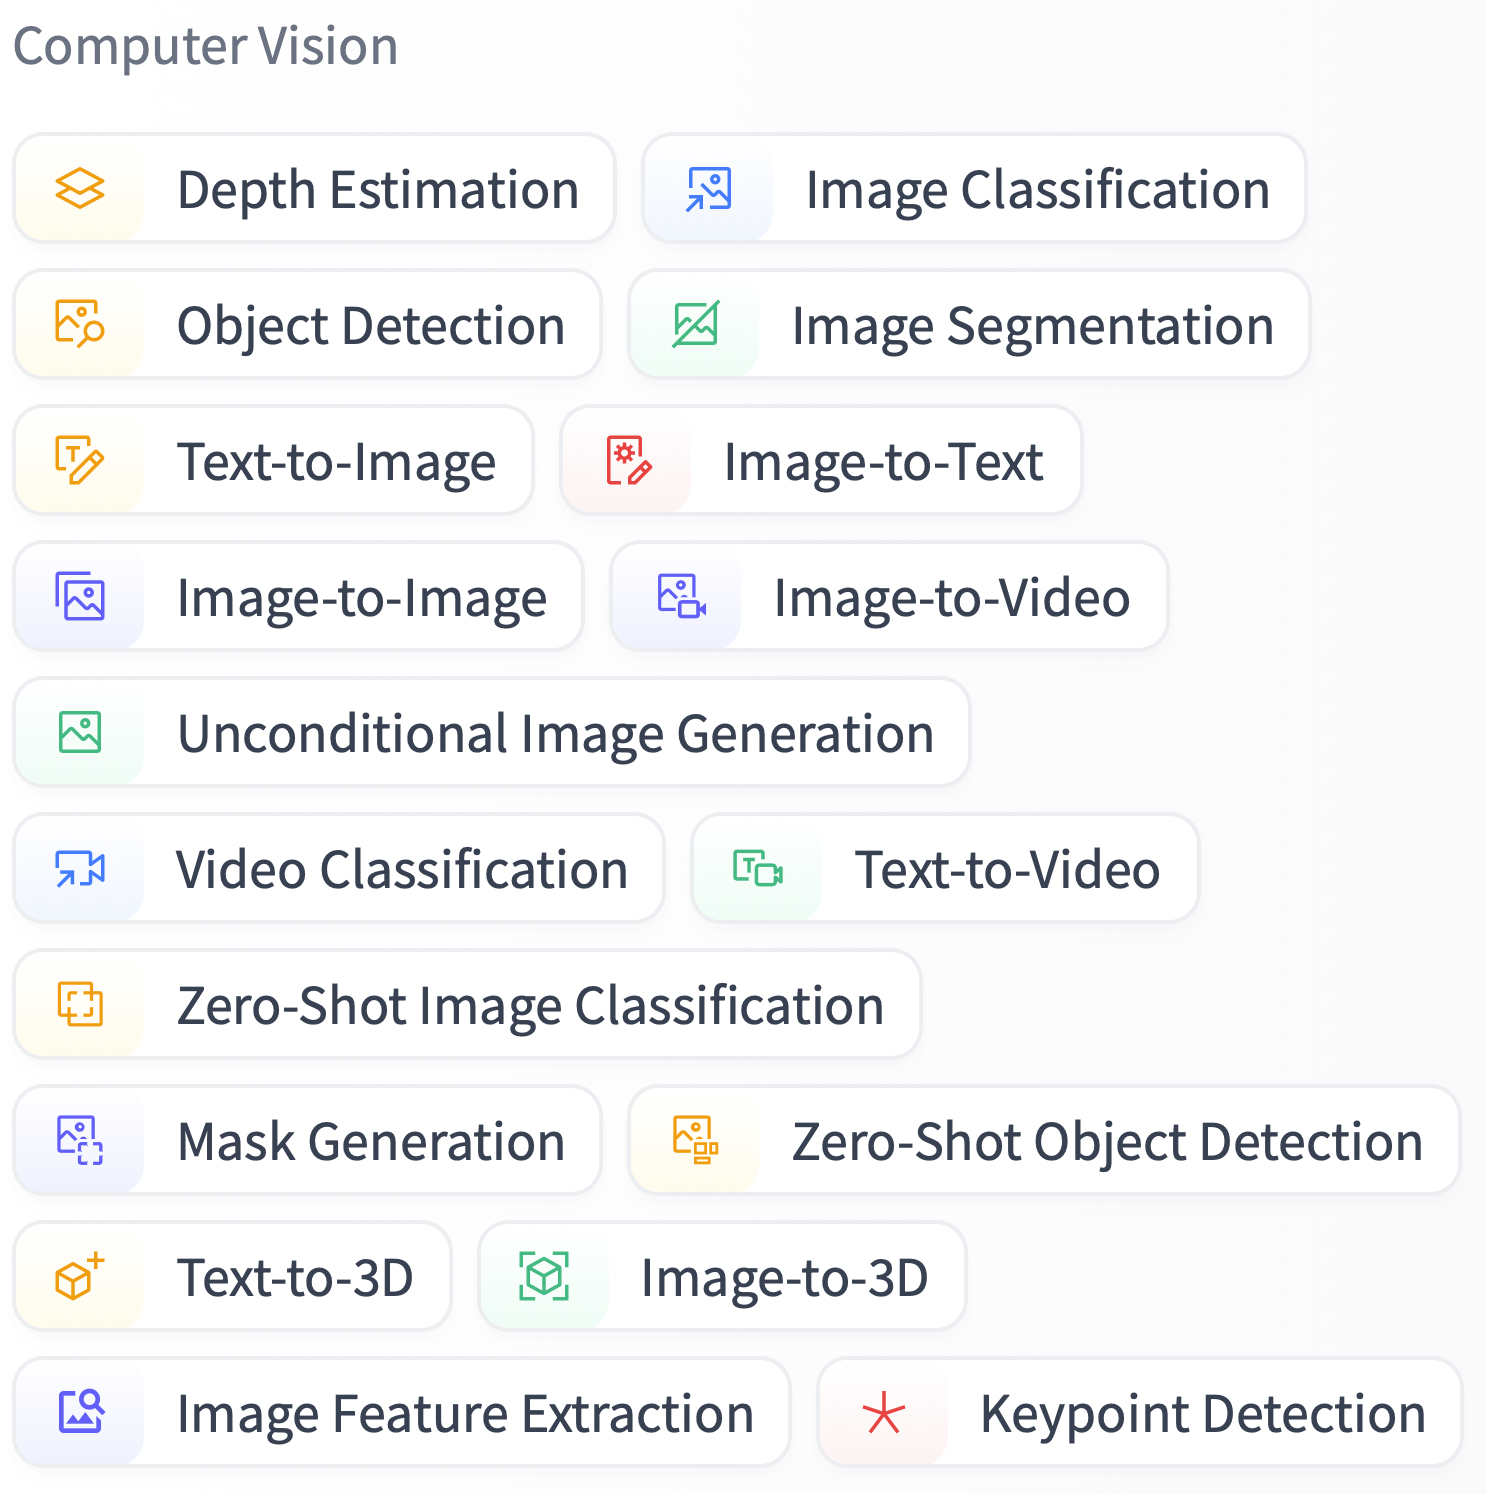 Computer Vision
Depth Estimation
Image Classification
Object Detection
Image Segmentation
Text-to-Image
Image-to-Text
Image-to-Image
Image-to-Video
Unconditional Image Generation
Video Classification
Text-to-Video
Zero-Shot Image Classification
Mask Generation
Zero-Shot Object Detection
Text-to-3D
Image-to-3D
Image Feature Extraction
Keypoint Detection